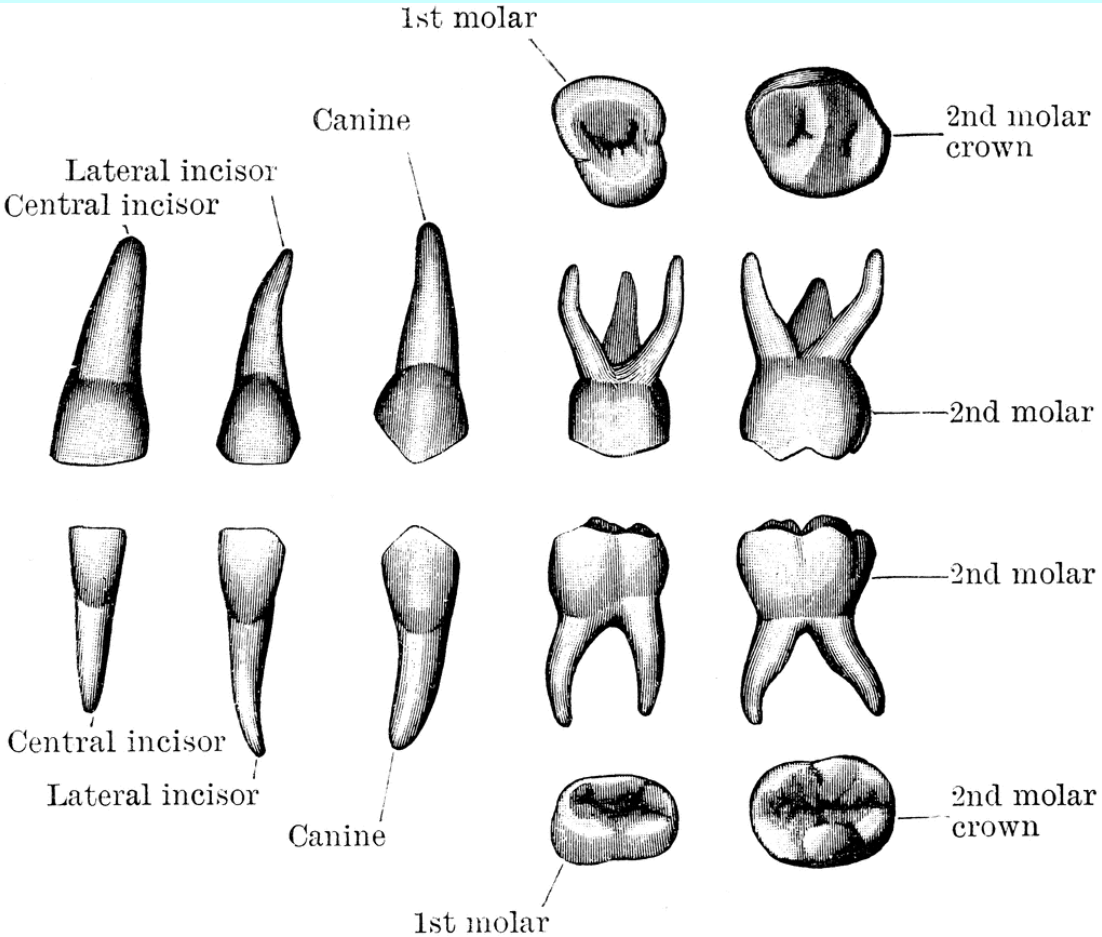 1st molar
Canine
2nd molar
crown
Lateral incisor
Central incisor
2nd molar
2nd molar
Central incisor
Lateral incisor
2nd molar
crown
Canine
1st molar